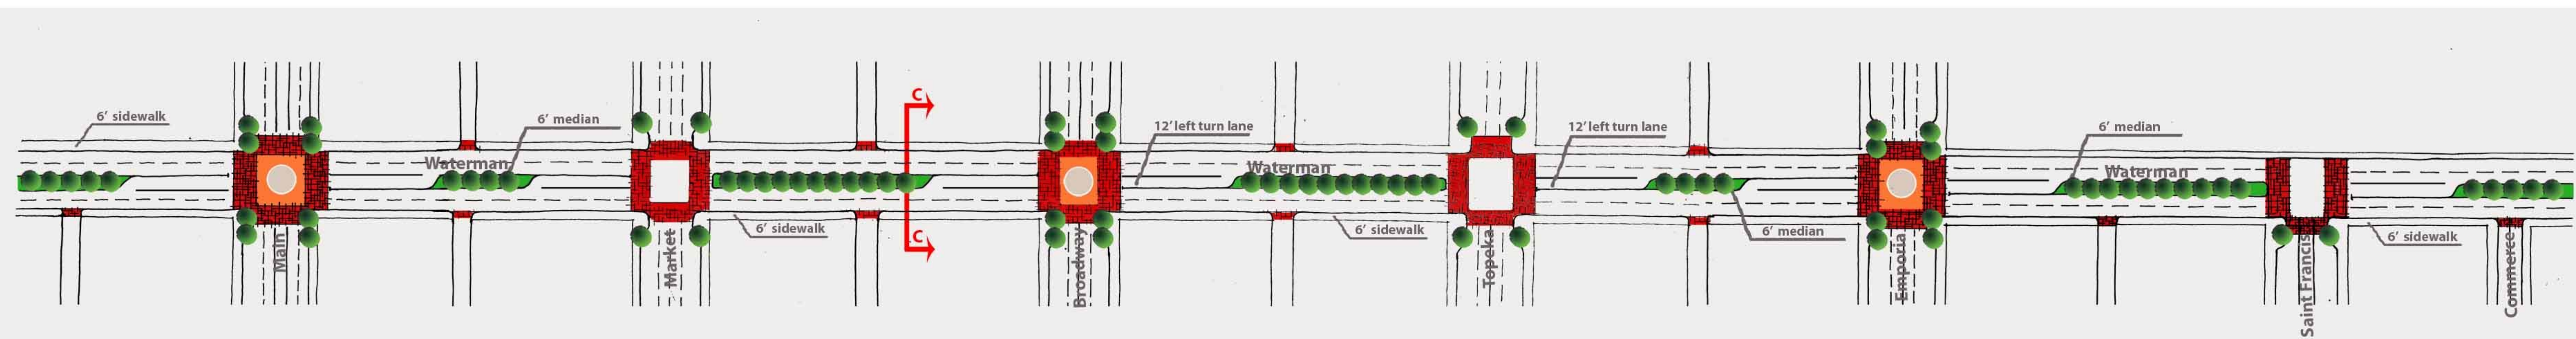 6’ sidewalk
Main
Waterman
6’ median
Market
6’ sidewalk
C
C
Broadway
12’ left turn lane
Waterman
6’ sidewalk
Topeka
12’ left turn lane
6’ median
Emporia
6’ median
Waterman
Saint Francis
6’ sidewalk
Commerce